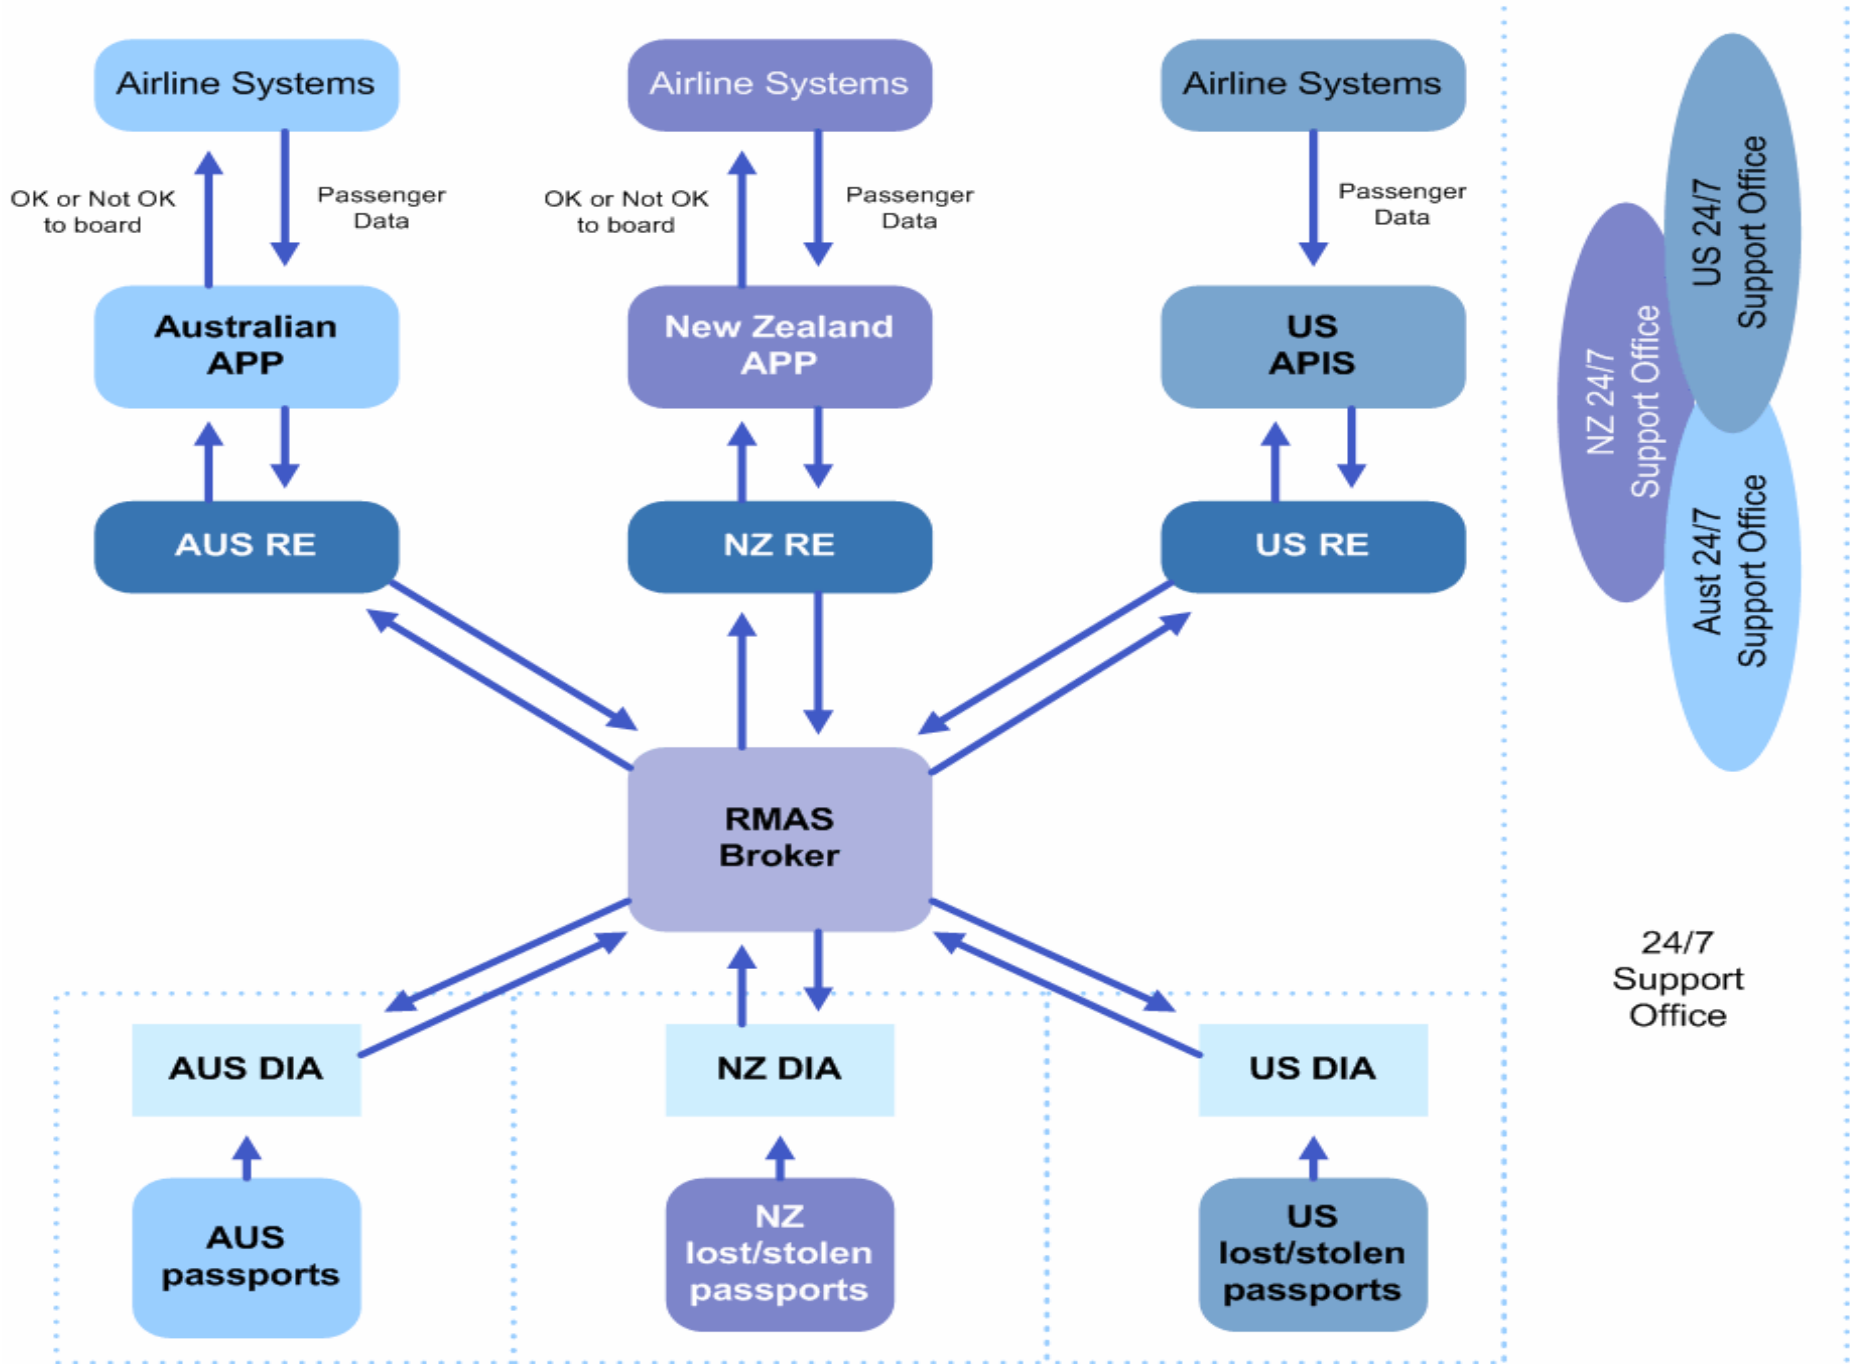 Airline Systems
Airline Systems
Airline Systems
OK or Not OK
to board
Passenger
Data
OK or Not OK
to board
Passenger
Data
Passenger
Data
Australian
APP
New Zealand
APP
US
APIS
AUS RE
NZ RE
US RE
RMAS
Broker
AUS DIA
NZ DIA
US DIA
AUS
passports
NZ
lost/stolen
passports
US
lost/stolen
passports
US 24/7
Support Office
NZ 24/7
Support Office
Aust 24/7
Support Office
24/7
Support
Office